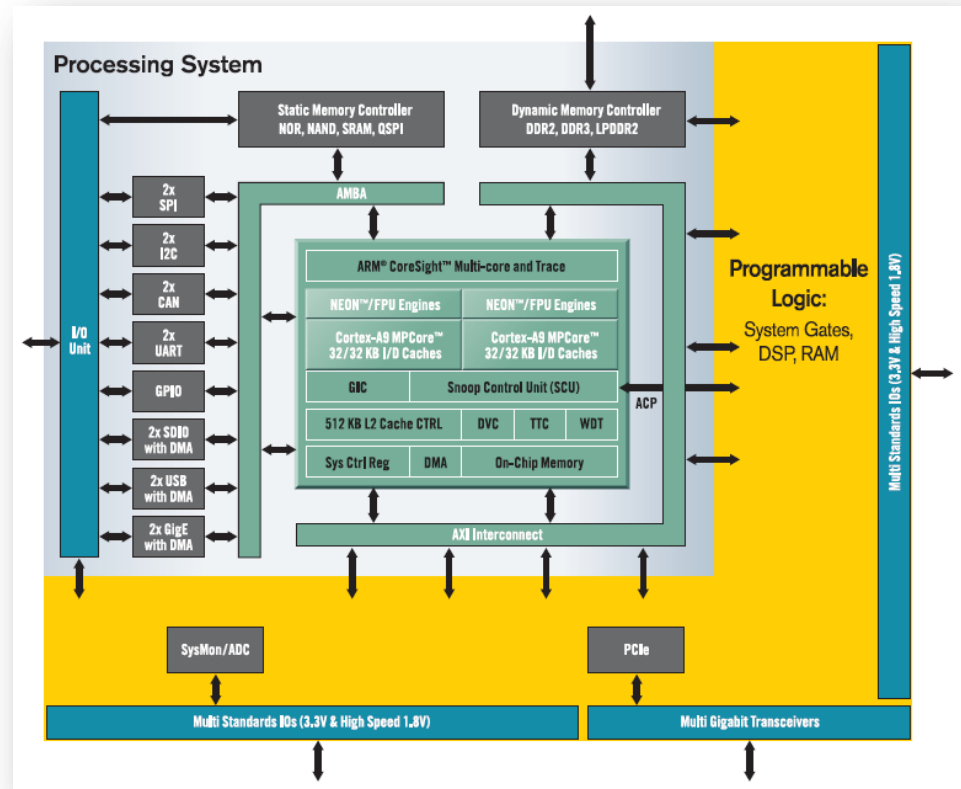 Processing System
Static Memory Controller
NOR, NAND, SRAM, QSPI
Dynamic Memory Controller
DDR2, DDR3, LPDDR2
AMBA
I/O
Unit
2x
SPI
2x
I2C
2x
CAN
2x
UART
GPIO
2x SDIO
with DMA
2x USB
with DMA
2x GigE
with DMA
ARM® CoreSight™ Multi-core and Trace
NEON™/FPU Engines
NEON™/FPU Engines
Cortex-A9 MPCore™
32/32 KB I/D Caches
Cortex-A9 MPCore™
32/32 KB I/D Caches
GIC
Snoop Control Unit (SCU)
512 KB L2 Cache CTRL
DVC
TTC
WDT
Sys Ctrl Reg
DMA
On-Chip Memory
ACP
AXI Interconnect
Programmable
Logic:
System Gates,
DSP, RAM
Multi Standards IOs (3.3V & High Speed 1.8V)
SysMon/ADC
PCIe
Multi Standards IOs (3.3V & High Speed 1.8V)
Multi Gigabit Transceivers